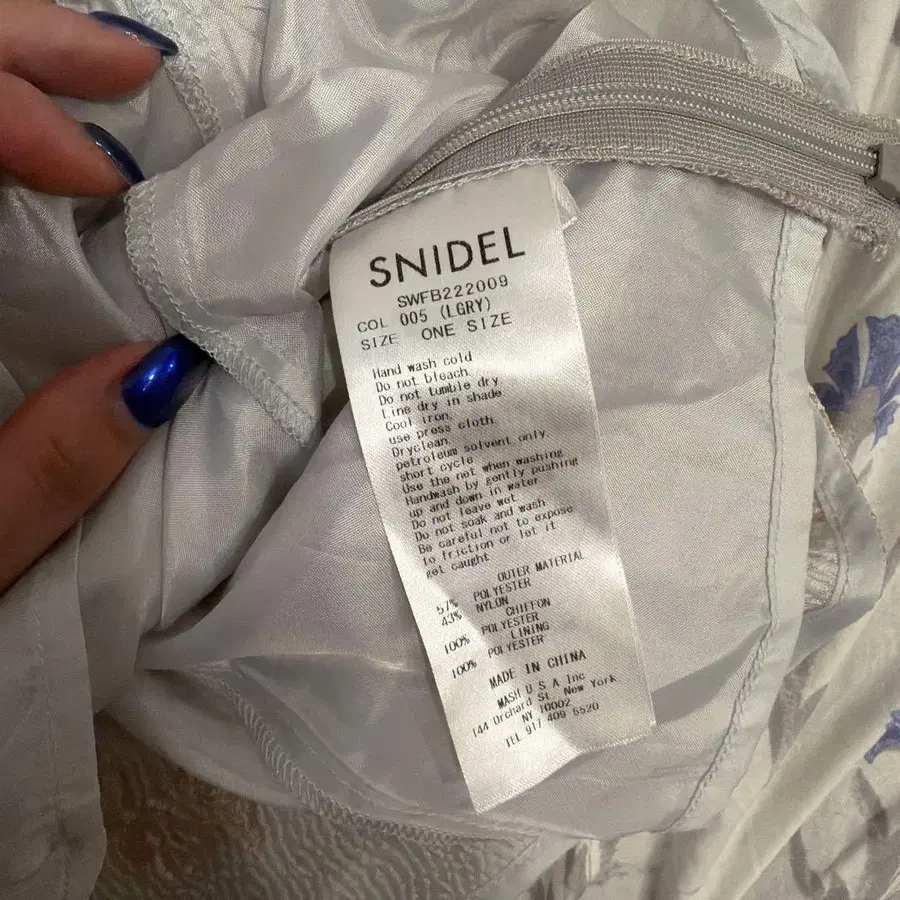 SNIDEL
SWFB222009
COL 005 (LGRY)
SIZE ONE SIZE
Hand wash cold
Do not bleach.
Do not tumble dry
Line dry in shade
Cool iron,
use press cloth
Dryclean,
petroleum solvent only,
short cycle
Use the net when washing
Handwash by gently pushing
up and down in water
Do not leave wet
Do not soak and wash
Be careful not to expose
to friction or let it
get caught
OUTER MATERIAL
57% POLYESTER
43% NYLON
CHIFFON
100% POLYESTER
LINING
100% POLYESTER
MADE IN CHINA
MASH U S A Inc
144 Orchard St. New York
NY 10002
TEL 917 409 5520